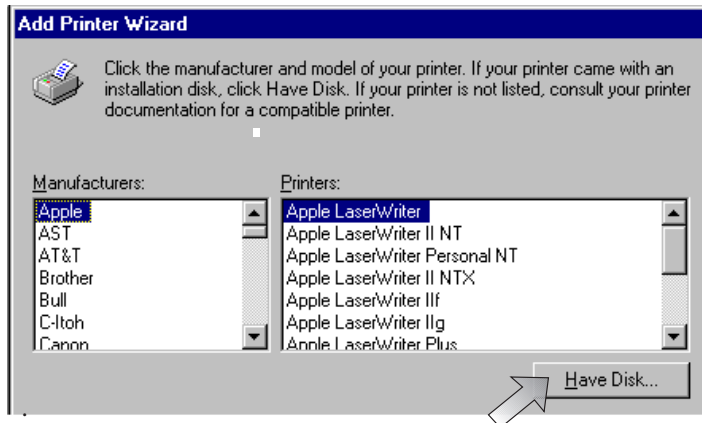 Add Printer Wizard
Click the manufacturer and model of your printer. If your printer came with an
installation disk, click Have Disk. If your printer is not listed, consult your printer
documentation for a compatible printer.
Manufacturers:
Apple
AST
AT&T
Brother
Bull
C-Itoh
Canon
Printers:
Apple LaserWriter
Apple LaserWriter II NT
Apple LaserWriter Personal NT
Apple LaserWriter II NTX
Apple LaserWriter IIf
Apple LaserWriter IIg
Apple LaserWriter Plus
Have Disk...